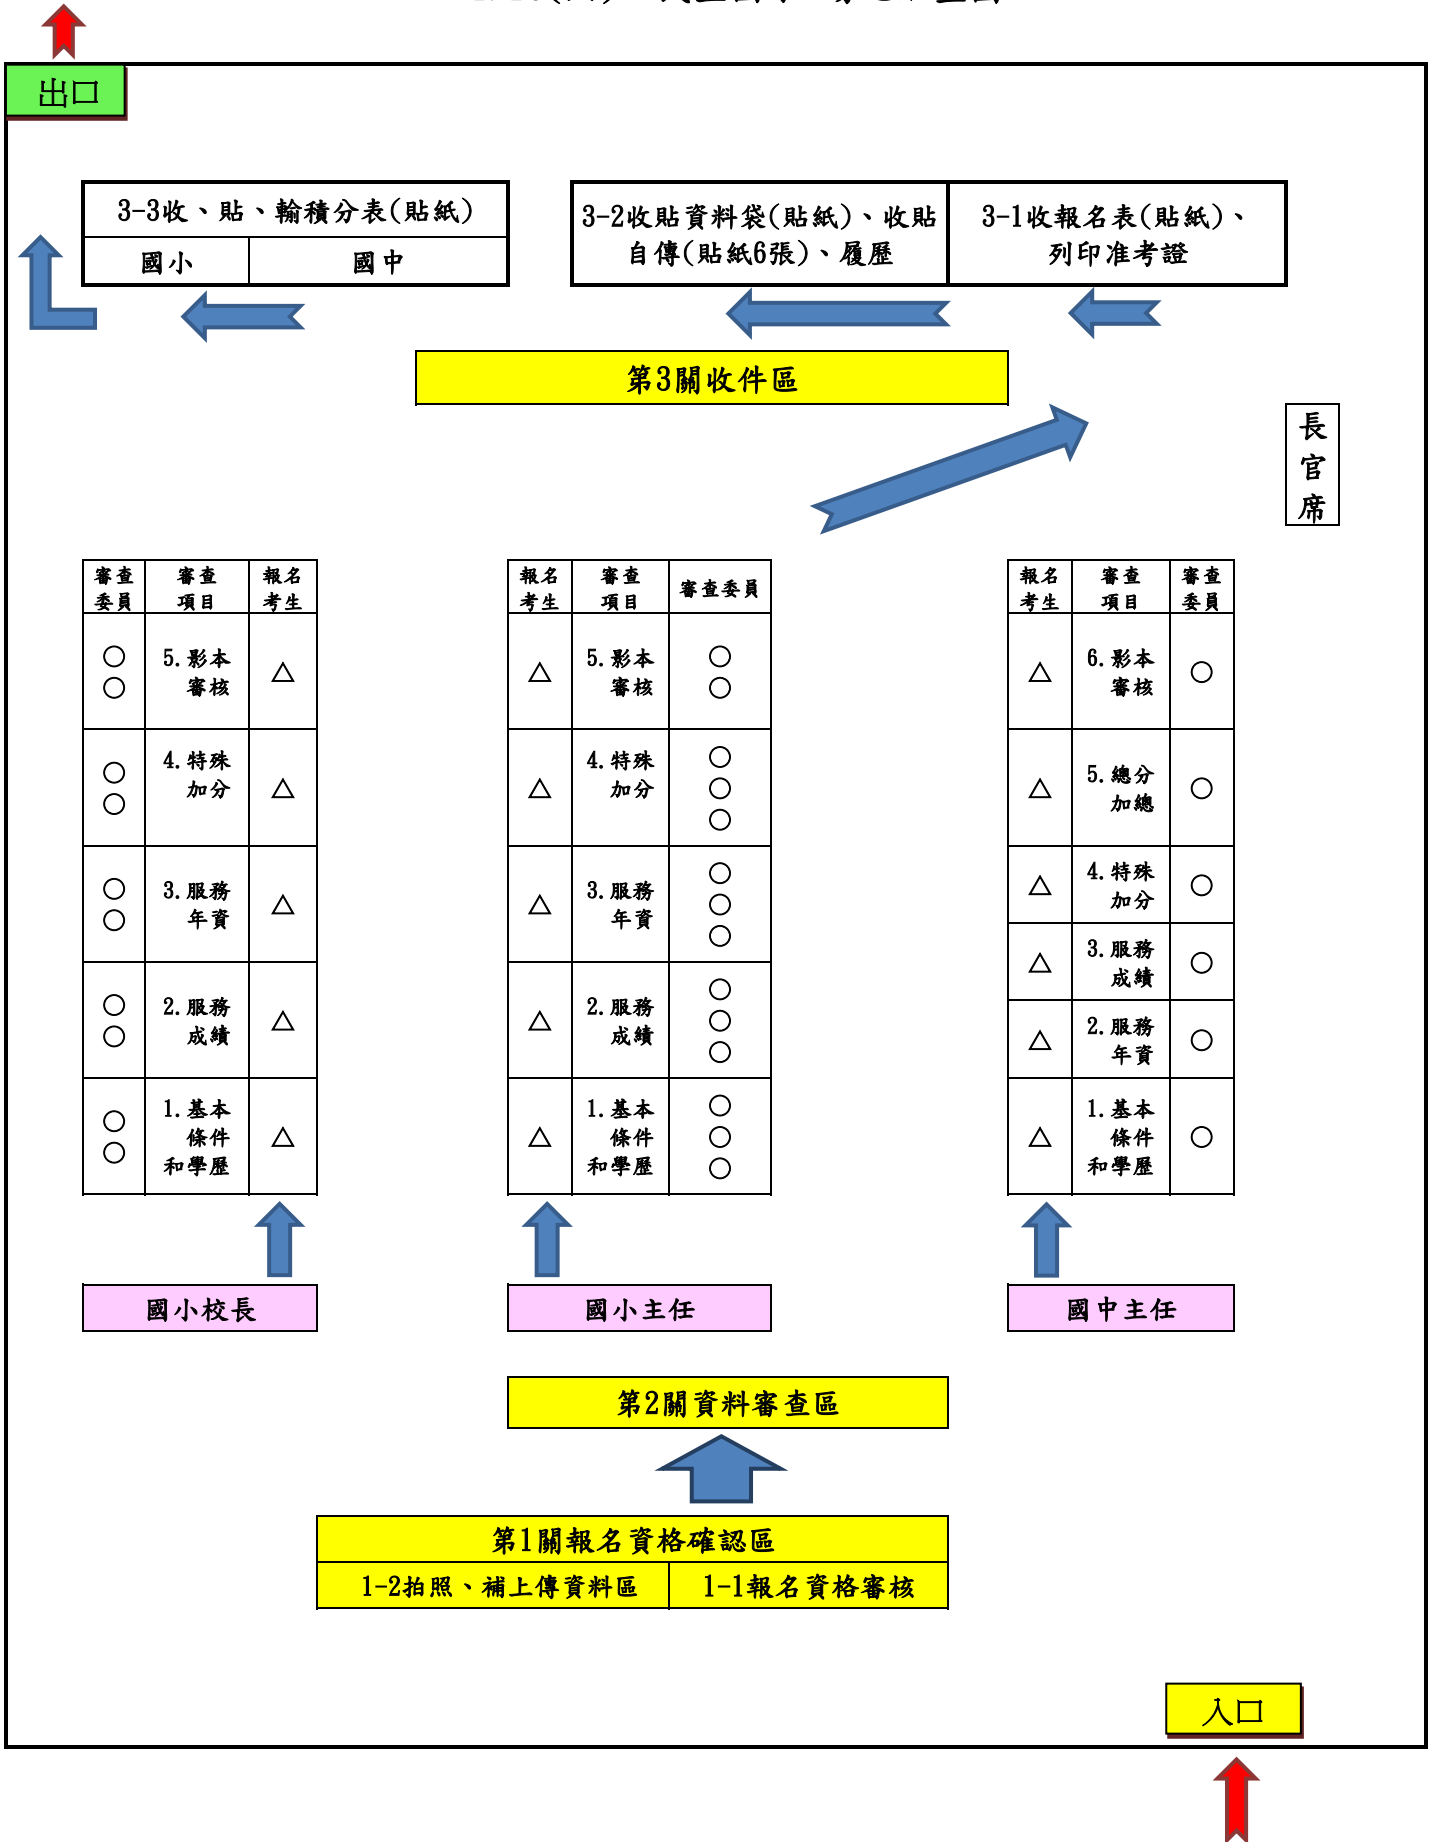 出口
3-3收、貼、輸積分表(貼紙)
國小 國中
3-2收貼資料袋(貼紙)、收貼
自傳(貼紙6張)、履歷
3-1收報名表(貼紙)、
列印准考證
第3關收件區
長
官
席
審查
委員
審查
項目
報名
考生
○
○
5.影本
審核
△
○
○
4.特殊
加分
△
○
○
3.服務
年資
△
○
○
2.服務
成績
△
○
○
1.基本
條件
和學歷
△
國小校長
報名
考生
審查
項目
審查委員
△
5.影本
審核
○
○
△
4.特殊
加分
○
○
○
△
3.服務
年資
○
○
○
△
2.服務
成績
○
○
○
△
1.基本
條件
和學歷
○
○
○
國小主任
報名
考生
審查
項目
審查
委員
△
6.影本
審核
○
△
5.總分
加總
○
△
4.特殊
加分
○
△
3.服務
成績
○
△
2.服務
年資
○
△
1.基本
條件
和學歷
○
國中主任
第2關資料審查區
第1關報名資格確認區
1-2拍照、補上傳資料區 1-1報名資格審核
入口